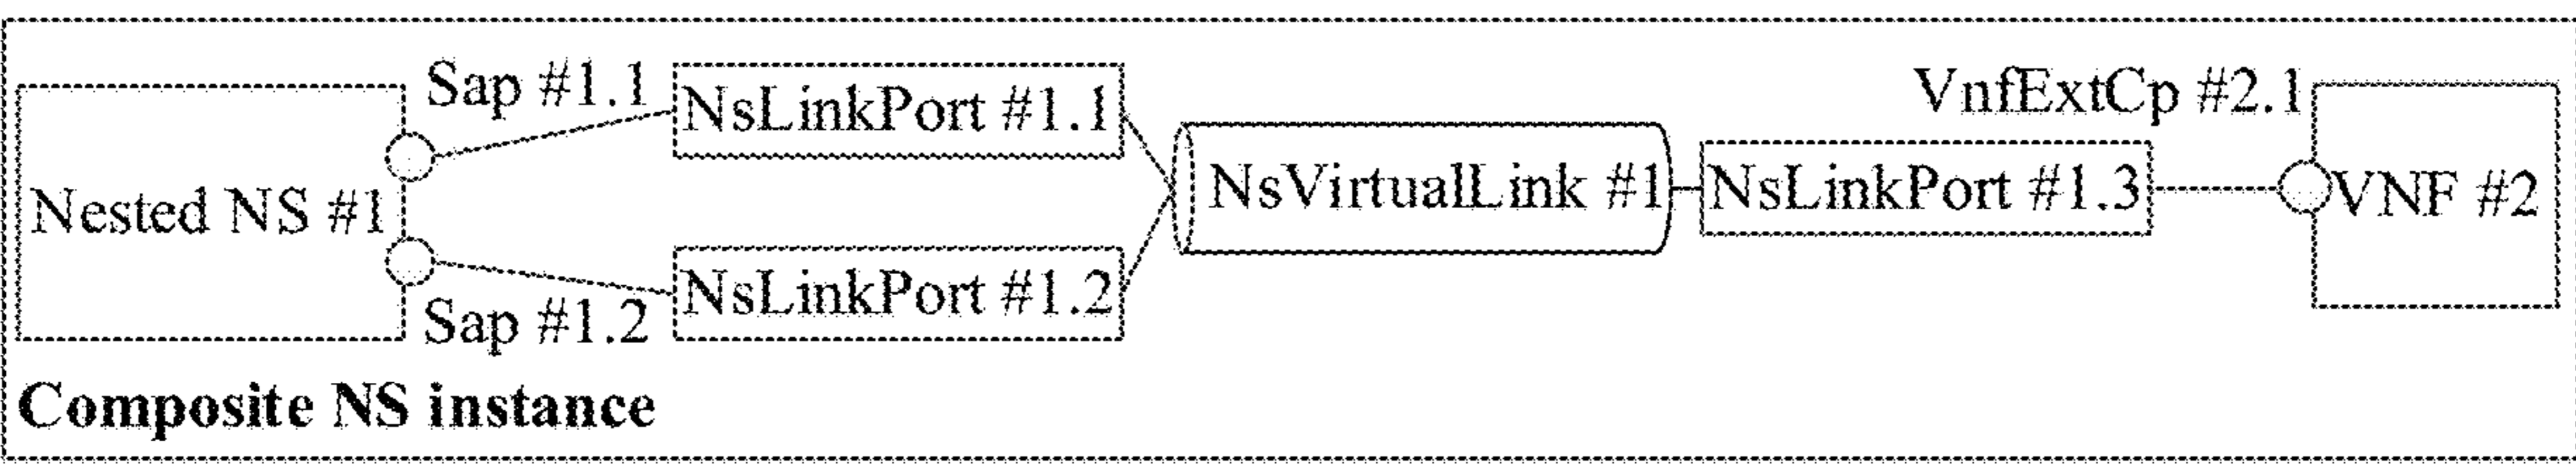 Sap #1.1
NsLinkPort #1.1
VnfExtCp #2.1
Nested NS #1
NsVirtualLink #1
NsLinkPort #1.3
VNF #2
NsLinkPort #1.2
Sap #1.2
Composite NS instance